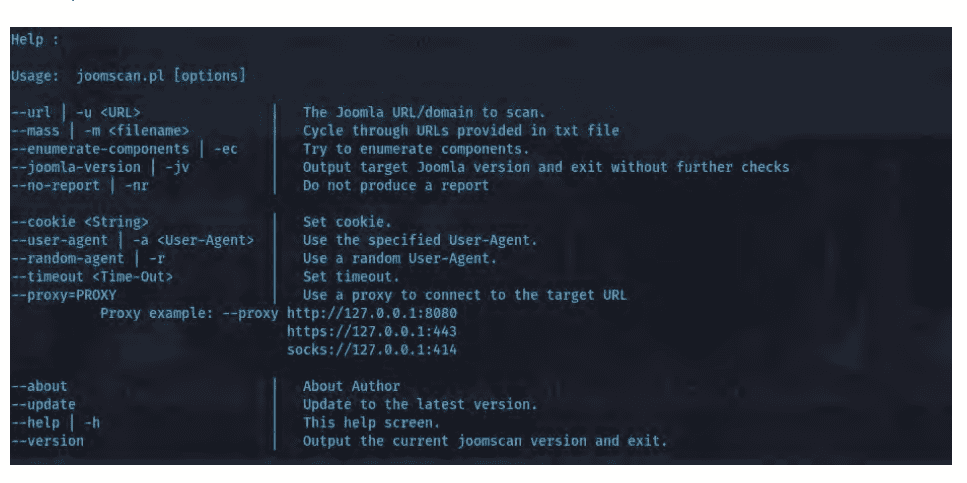 Help :
Usage: joomscan.pl [options]
--url | -u <URL> | The Joomla URL/domain to scan.
--mass | -m <filename> | Cycle through URLs provided in txt file
--enumerate-components | -ec | Try to enumerate components.
--joomla-version | -jv | Output target Joomla version and exit without further checks
--no-report | -nr | Do not produce a report
--cookie <String> | Set cookie.
--user-agent | -a <User-Agent> | Use the specified User-Agent.
--random-agent | -r | Use a random User-Agent.
--timeout <Time-Out> | Set timeout.
--proxy=PROXY | Use a proxy to connect to the target URL
Proxy example: --proxy http://127.0.0.1:8080
https://127.0.0.1:443
socks://127.0.0.1:414
--about | About Author
--update | Update to the latest version.
--help | -h | This help screen.
--version | Output the current joomscan version and exit.